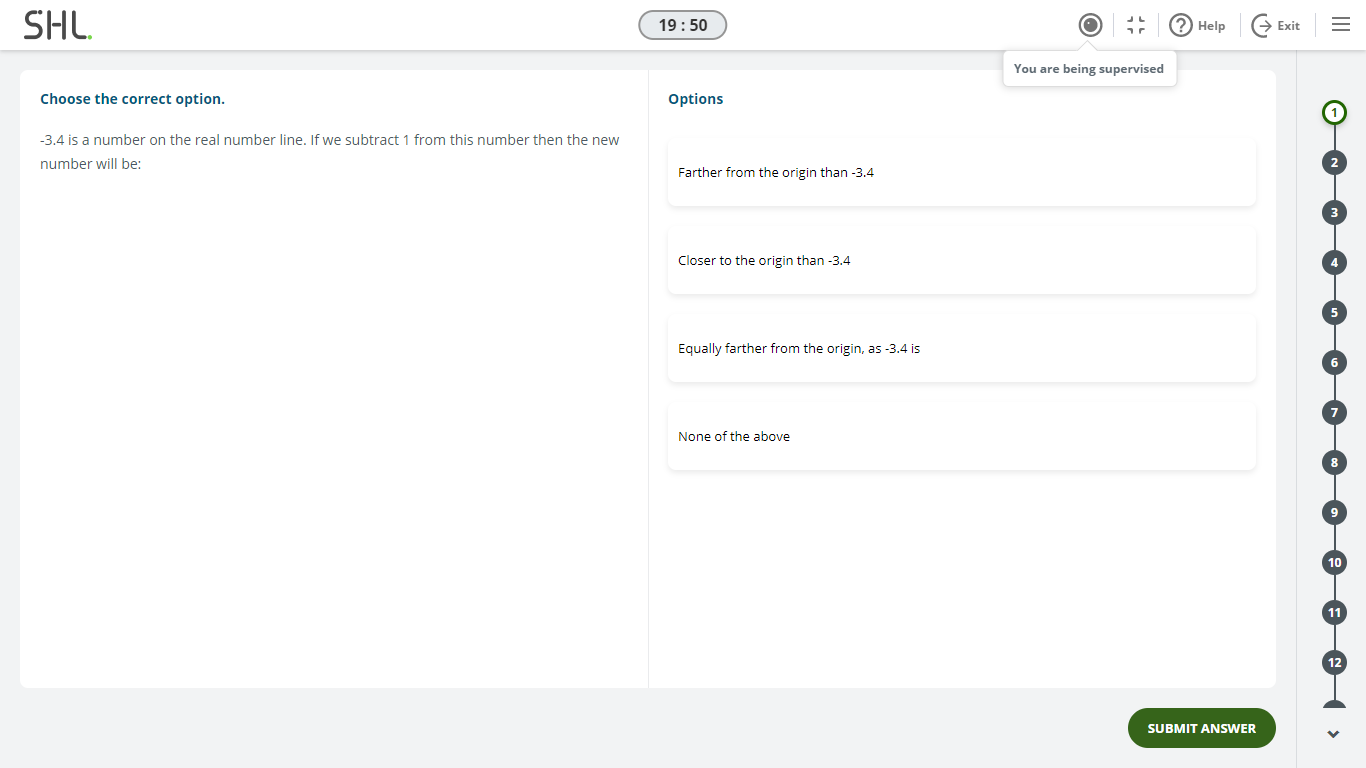 SHL.
19 : 50
Help
Exit
You are being supervised
Choose the correct option.
-3.4 is a number on the real number line. If we subtract 1 from this number then the new
number will be:
Options
Farther from the origin than -3.4
Closer to the origin than -3.4
Equally farther from the origin, as -3.4 is
None of the above
1
2
3
4
5
6
7
8
9
10
11
12
SUBMIT ANSWER